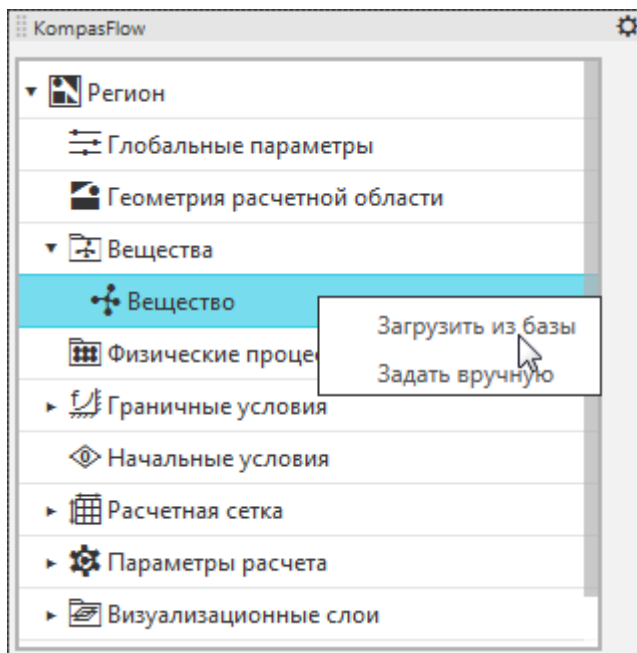 KompasFlow
Регион
Глобальные параметры
Геометрия расчетной области
Вещества
Вещество
Загрузить из базы
Физические
Задать вручную
Граничные условия
Начальные условия
Расчетная сетка
Параметры расчета
Визуализационные слои